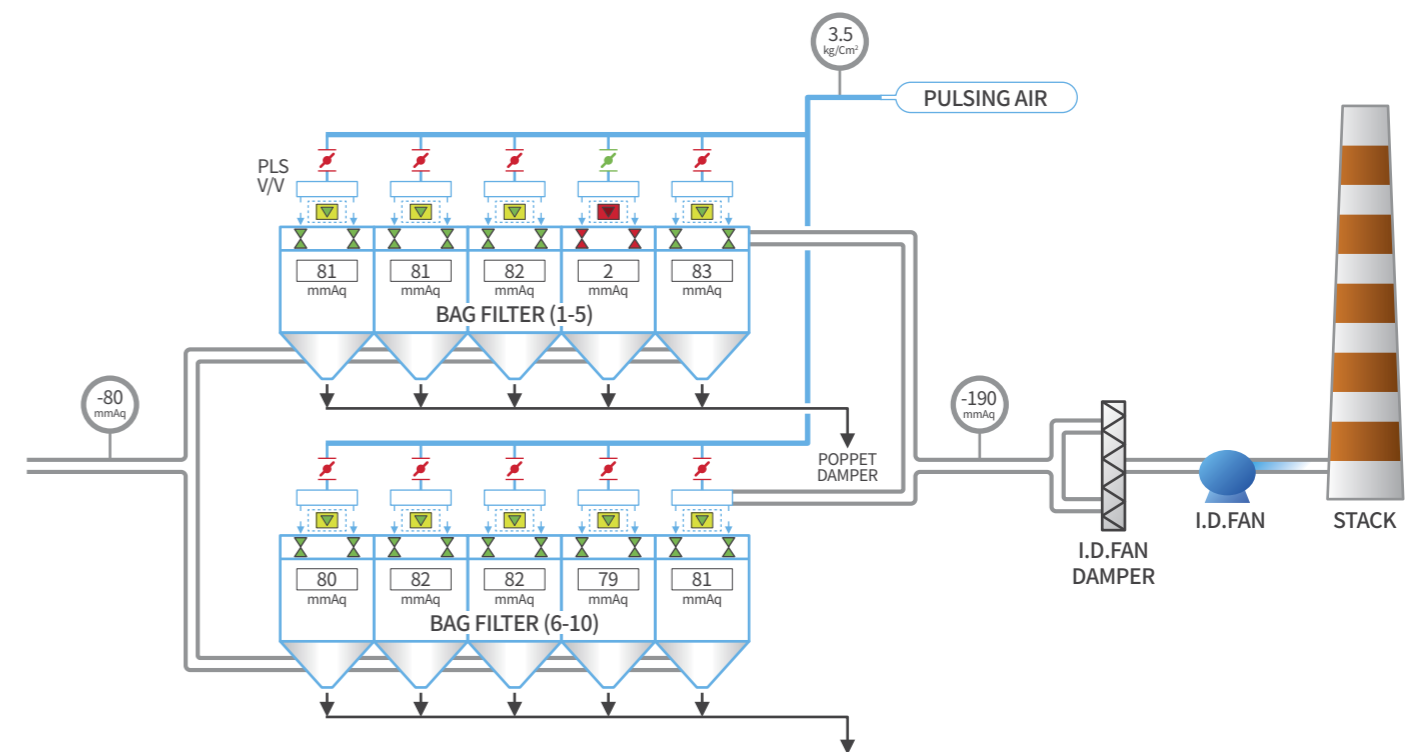 3.5
kg/Cm²
PULSING AIR
PLS
V/V
81
mmAq
81
mmAq
82
mmAq
2
mmAq
83
mmAq
BAG FILTER (1-5)
-80
mmAq
-190
mmAq
POPPET
DAMPER
I.D.FAN
DAMPER
I.D.FAN
STACK
80
mmAq
82
mmAq
82
mmAq
79
mmAq
81
mmAq
BAG FILTER (6-10)